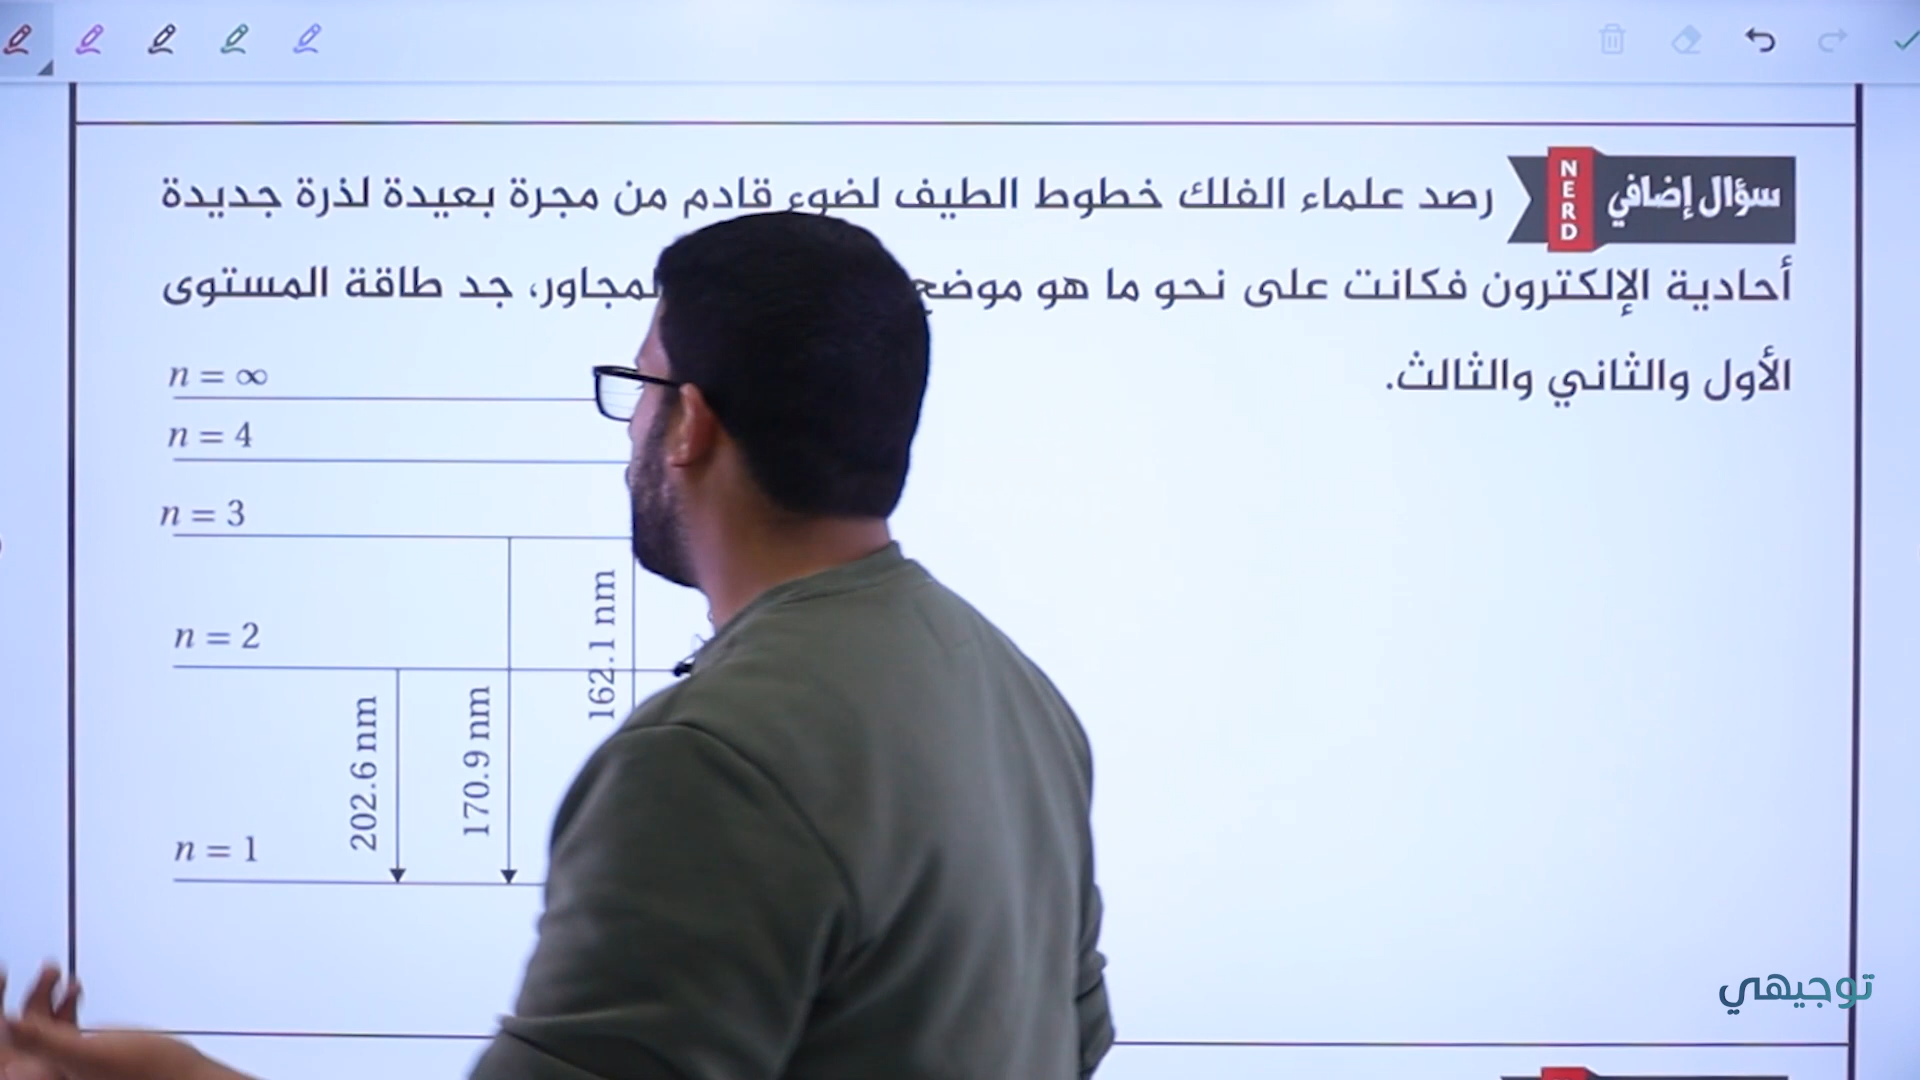 سؤال إضافي
NERD
رصد علماء الفلك خطوط الطيف لضوء قادم من مجرة بعيدة لذرة جديدة
أحادية الإلكترون فكانت على نحو ما هو موضح المجاور، جد طاقة المستوى
الأول والثاني والثالث.
n = ∞
n = 4
n = 3
n = 2
n = 1
202.6 nm
170.9 nm
162.1 nm
توجيهي